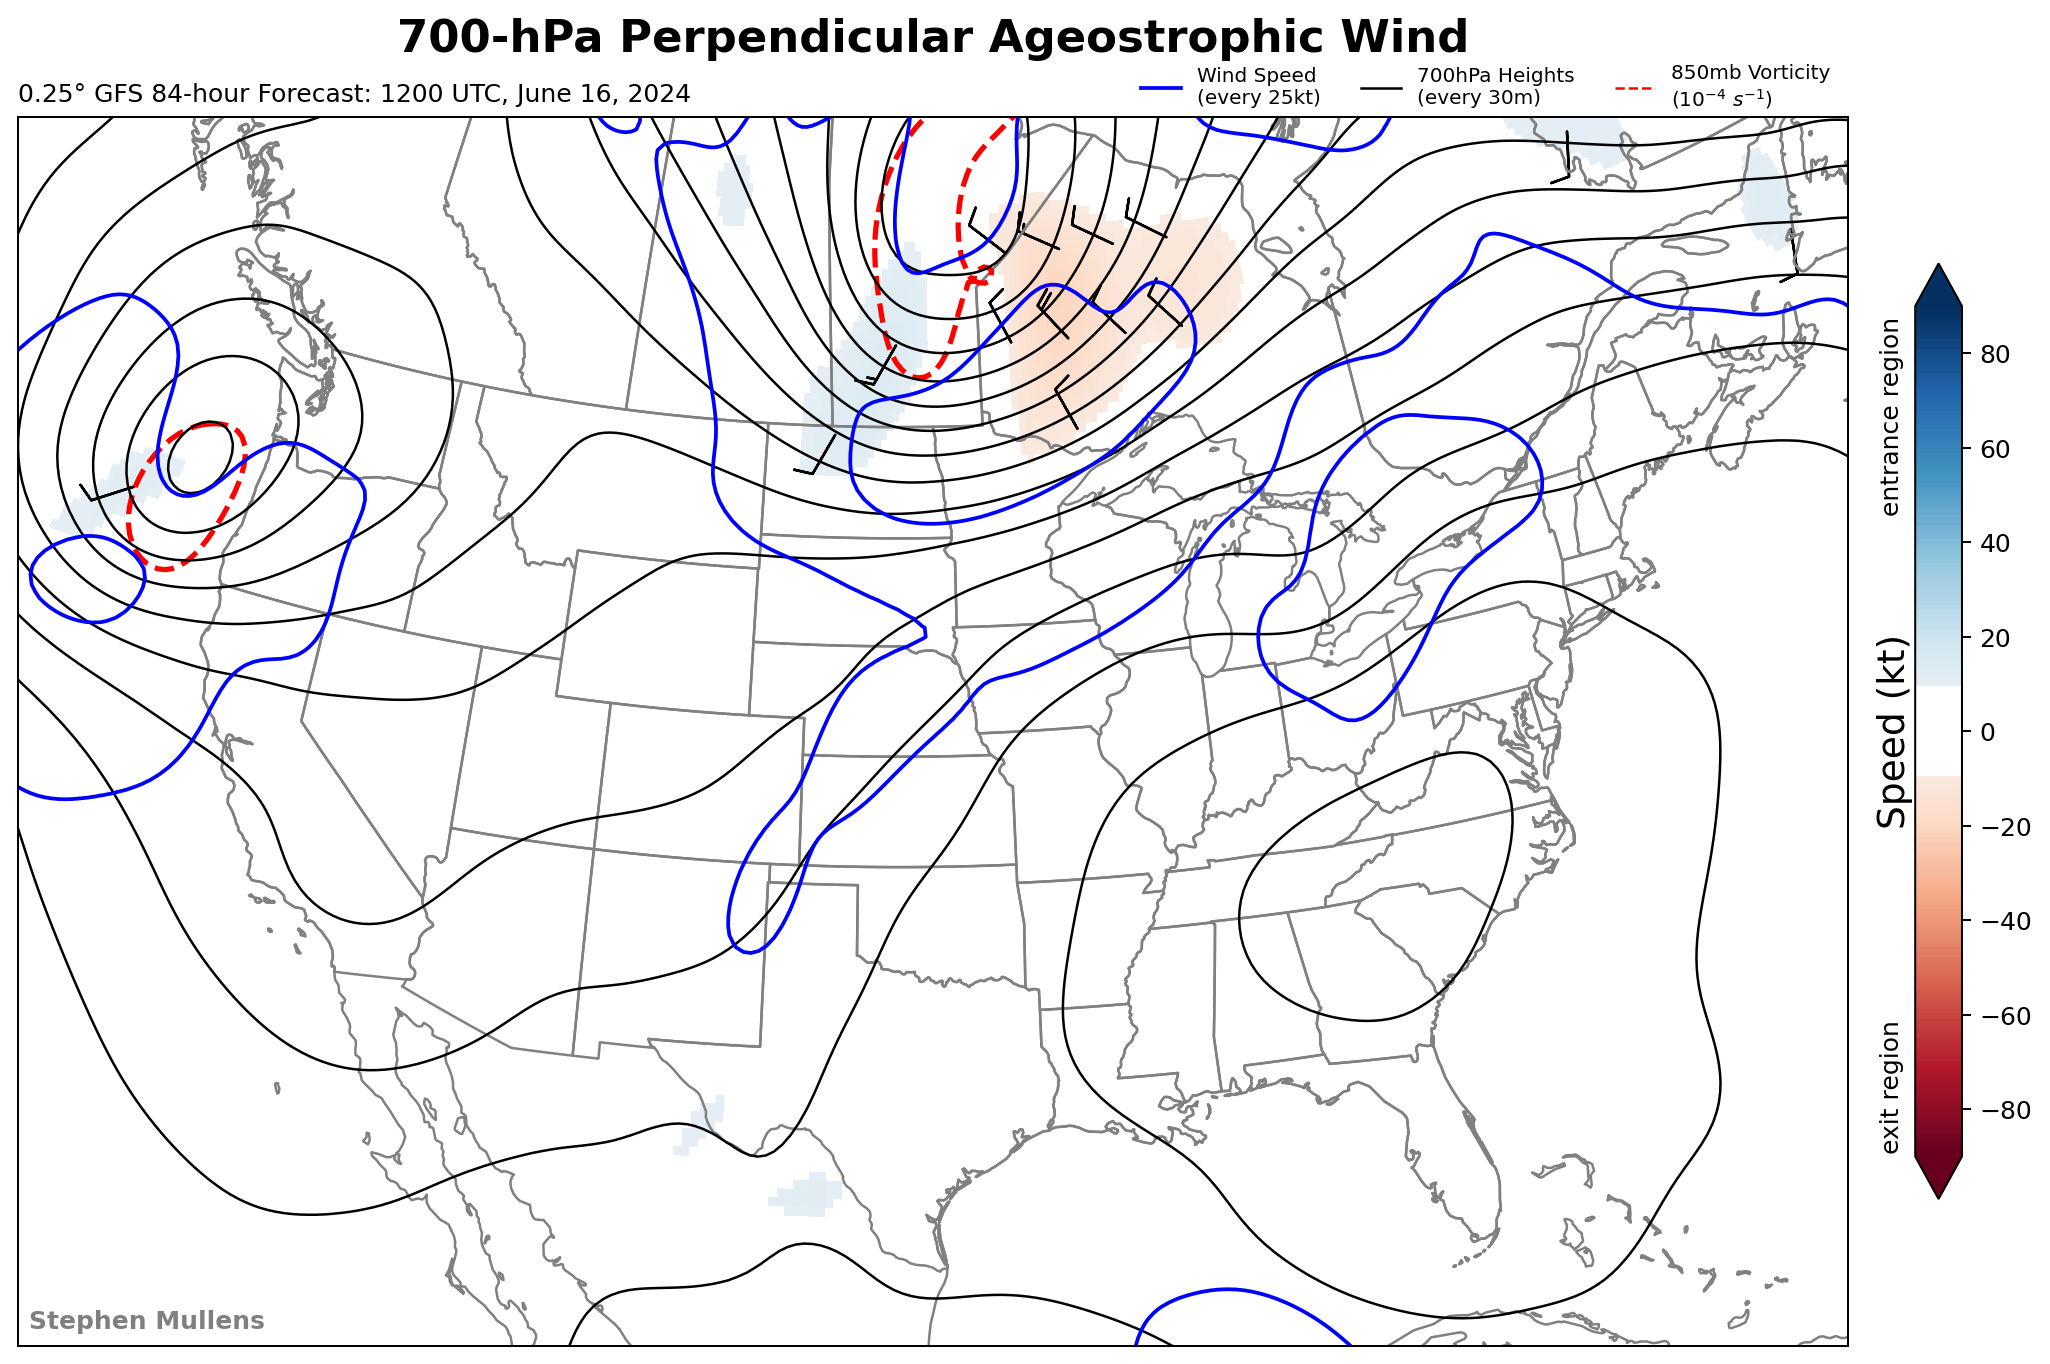 700-hPa Perpendicular Ageostrophic Wind
0.25° GFS 84-hour Forecast: 1200 UTC, June 16, 2024
Wind Speed
(every 25kt)
700hPa Heights
(every 30m)
850mb Vorticity
(10⁻⁴ s⁻¹)
entrance region
Speed (kt)
exit region
80
60
40
20
0
−20
−40
−60
−80
Stephen Mullens